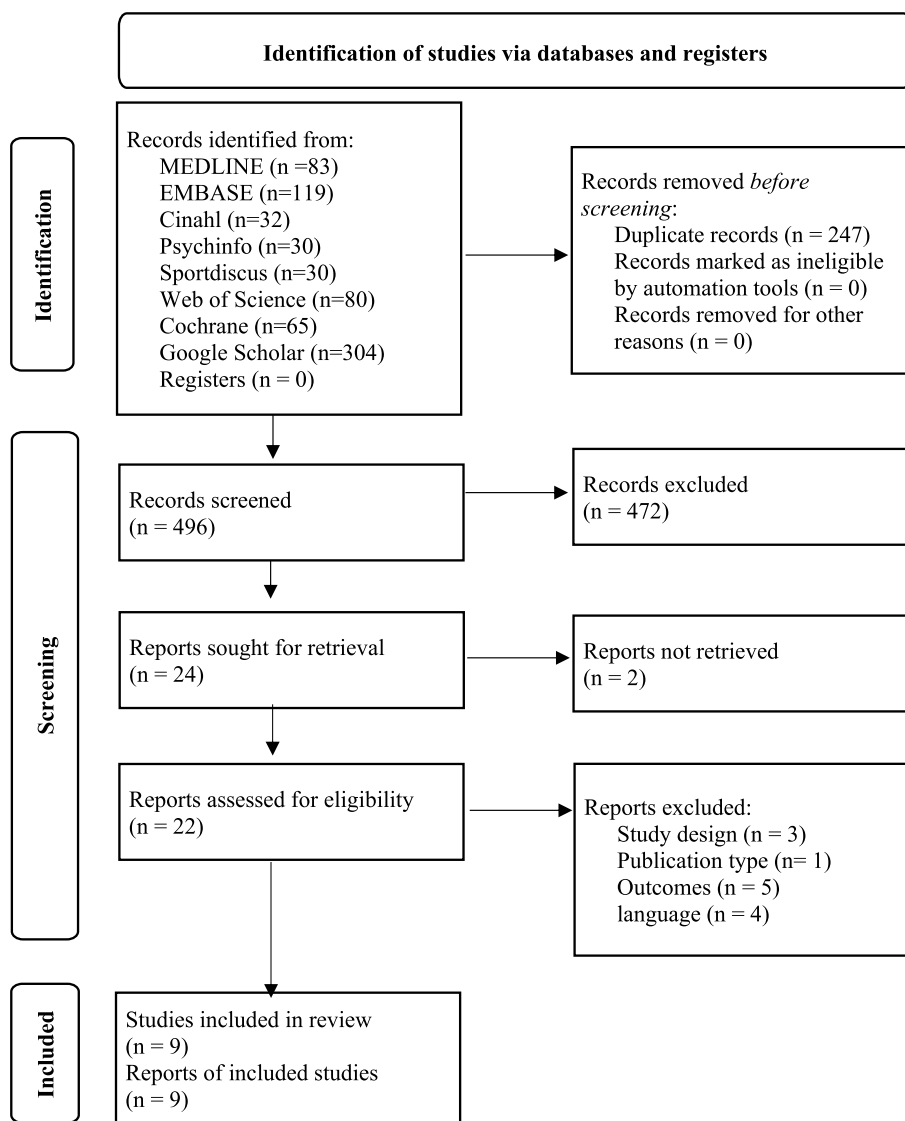 Identification of studies via databases and registers
Identification
Records identified from:
MEDLINE (n =83)
EMBASE (n=119)
Cinahl (n=32)
Psychinfo (n=30)
Sportdiscus (n=30)
Web of Science (n=80)
Cochrane (n=65)
Google Scholar (n=304)
Registers (n = 0)
Records removed before
screening:
Duplicate records (n = 247)
Records marked as ineligible
by automation tools (n = 0)
Records removed for other
reasons (n = 0)
Screening
Records screened
(n = 496)
Records excluded
(n = 472)
Reports sought for retrieval
(n = 24)
Reports not retrieved
(n = 2)
Reports assessed for eligibility
(n = 22)
Reports excluded:
Study design (n = 3)
Publication type (n= 1)
Outcomes (n = 5)
language (n = 4)
Included
Studies included in review
(n = 9)
Reports of included studies
(n = 9)